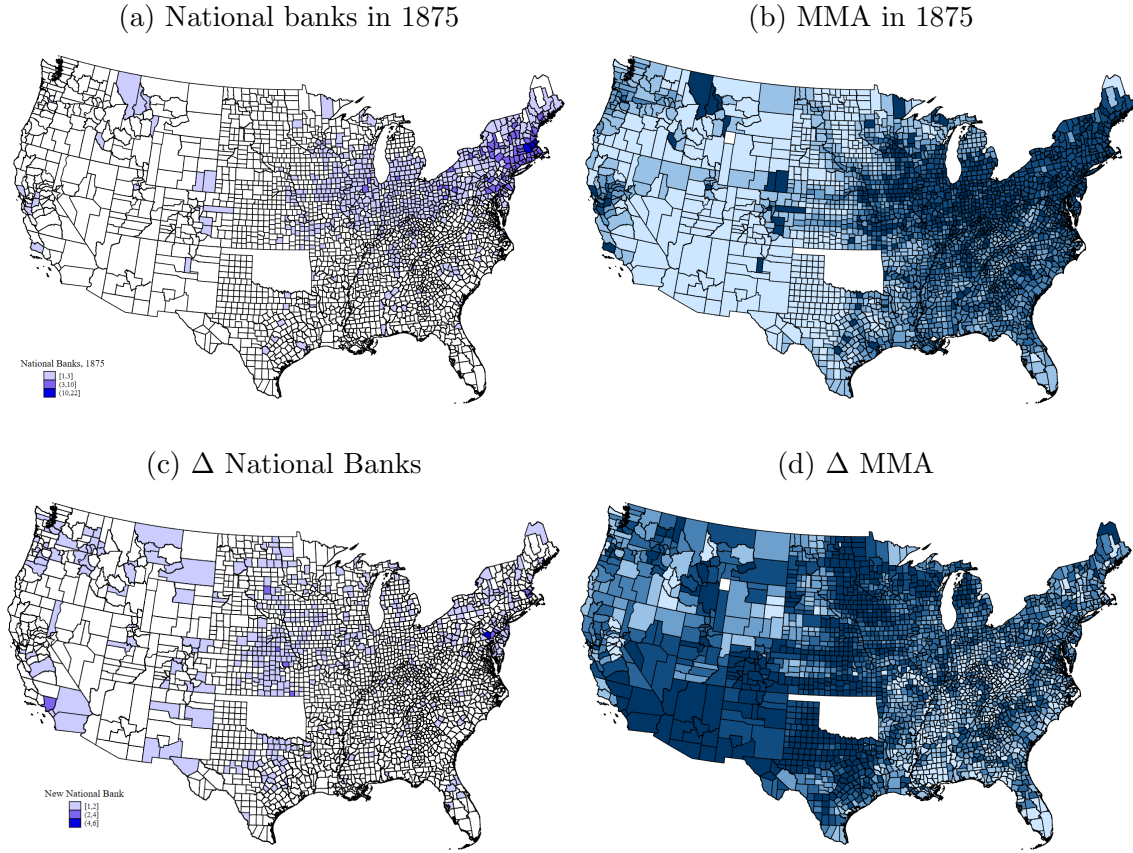 (a) National banks in 1875
(b) MMA in 1875
National Banks, 1875
[1,3]
(3,10]
(10,22]
(c) Δ National Banks
(d) Δ MMA
New National Bank
[1,2]
(2,4]
(4,6]